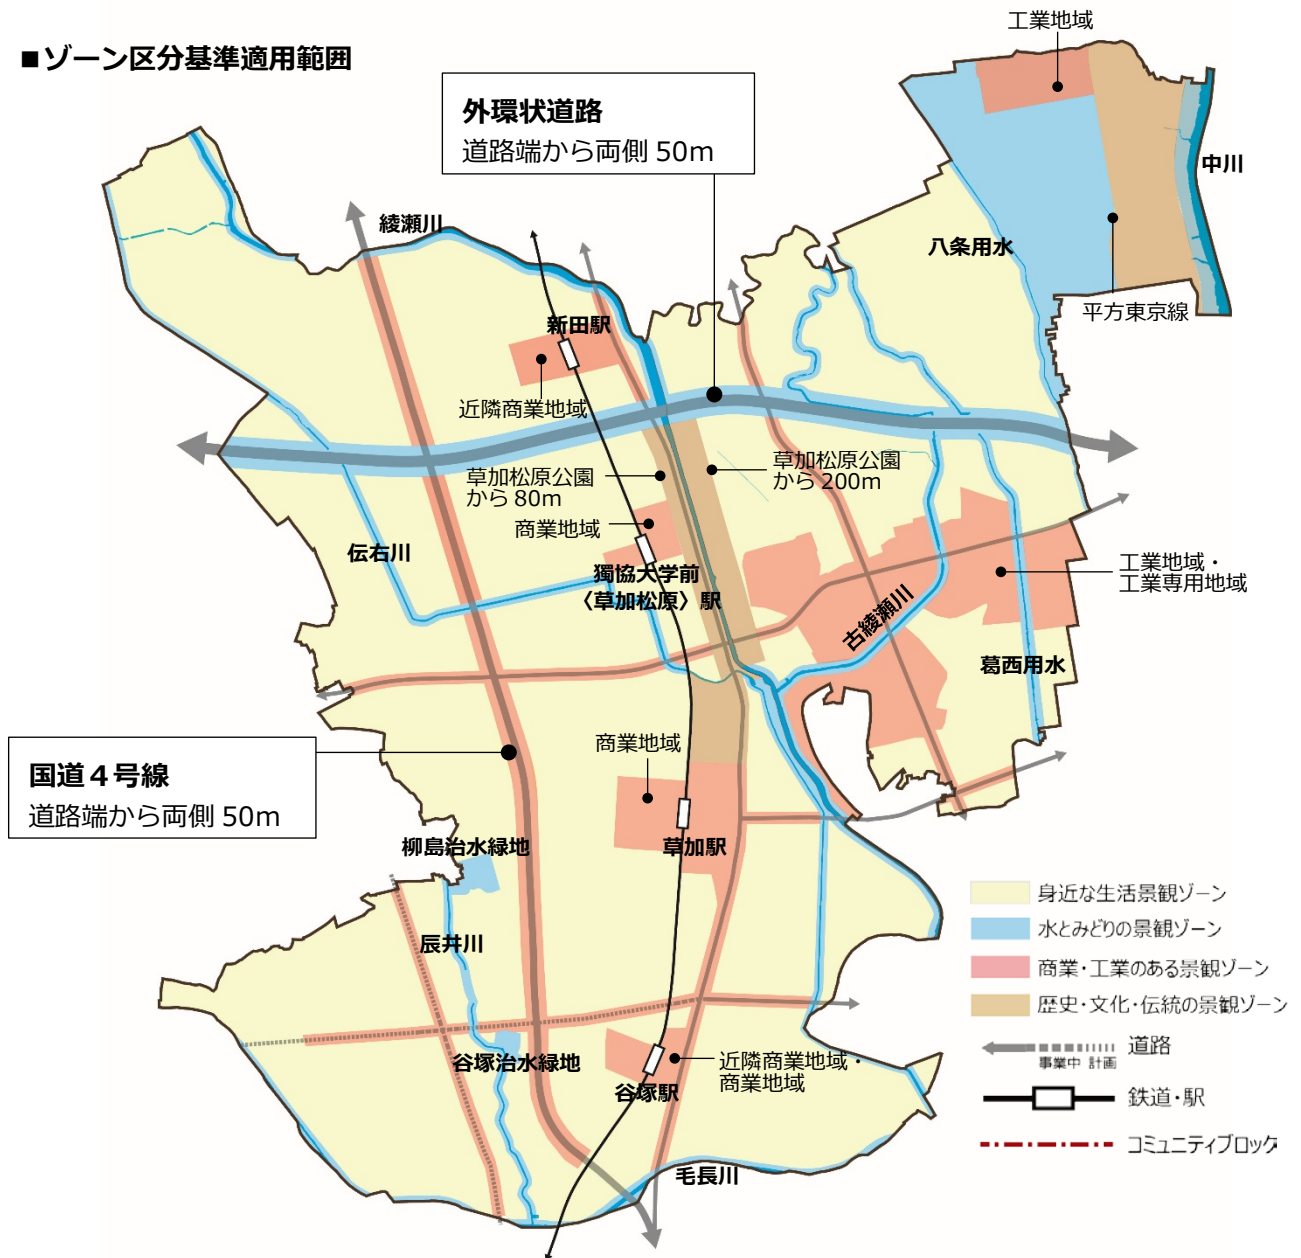 ■ゾーン区分基準適用範囲
工業地域
外環状道路
道路端から両側 50m
中川
綾瀬川
八条用水
平方東京線
新田駅
近隣商業地域
草加松原公園
から 80m
草加松原公園
から 200m
商業地域
伝右川
獨協大学前
〈草加松原〉駅
工業地域・
工業専用地域
古綾瀬川
葛西用水
国道４号線
道路端から両側 50m
商業地域
柳島治水緑地
草加駅
辰井川
谷塚治水緑地
谷塚駅
近隣商業地域・
商業地域
毛長川
身近な生活景観ゾーン
水とみどりの景観ゾーン
商業・工業のある景観ゾーン
歴史・文化・伝統の景観ゾーン
道路
事業中 計画
鉄道・駅
コミュニティブロック